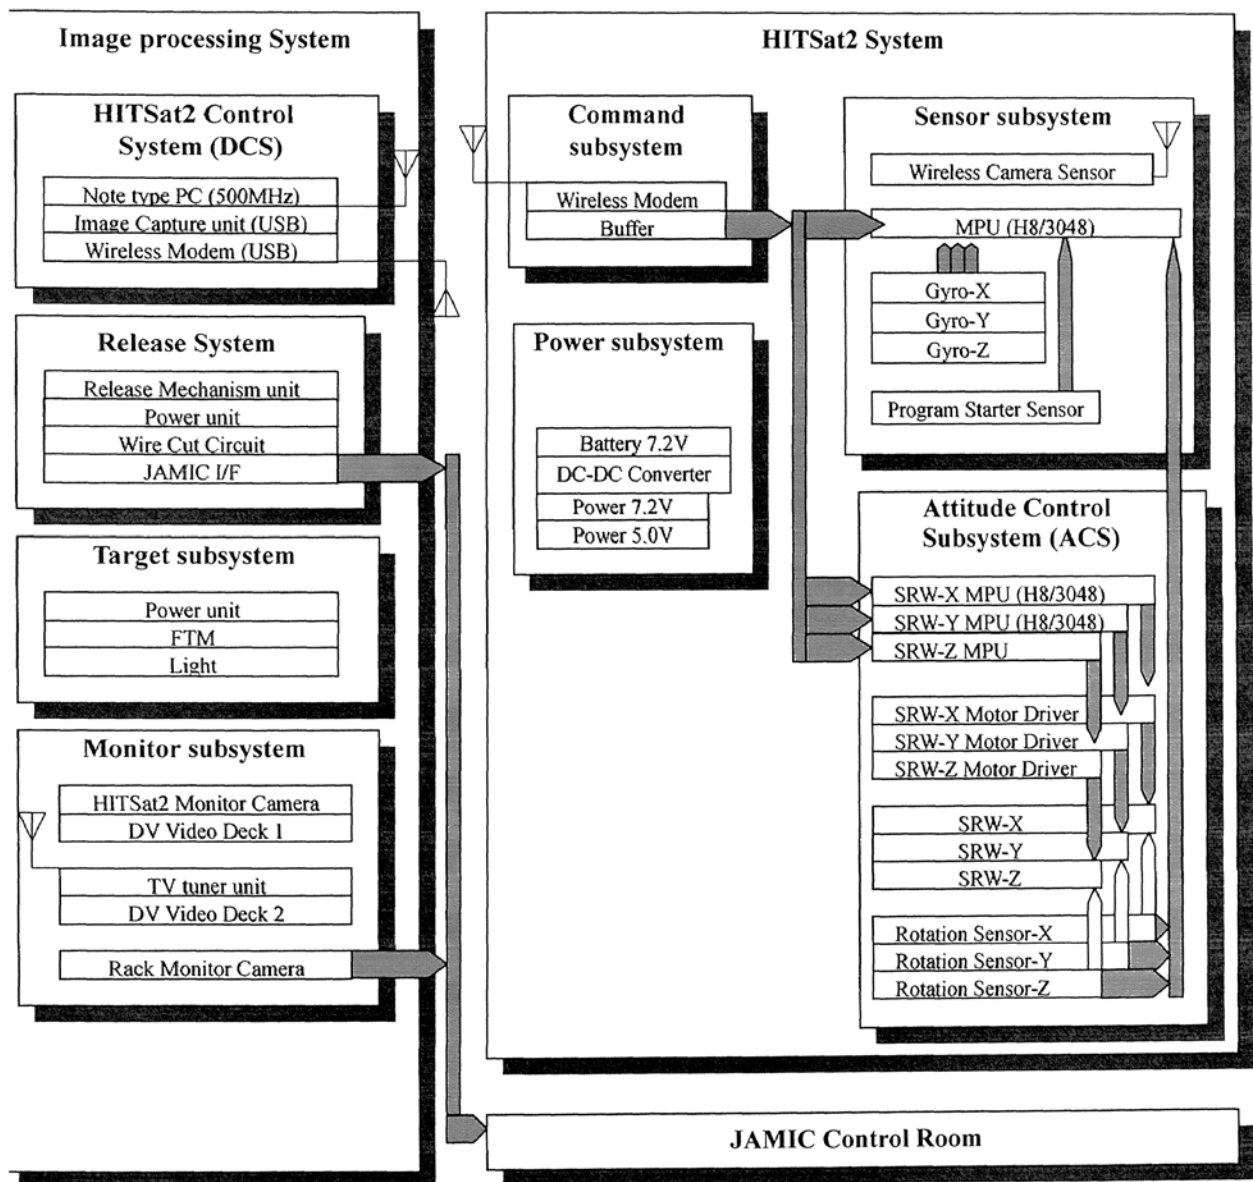 Image processing System
HITSat2 Control
System (DCS)
Note type PC (500MHz)
Image Capture unit (USB)
Wireless Modem (USB)
Release System
Release Mechanism unit
Power unit
Wire Cut Circuit
JAMIC I/F
Target subsystem
Power unit
FTM
Light
Monitor subsystem
HITSat2 Monitor Camera
DV Video Deck 1
TV tuner unit
DV Video Deck 2
Rack Monitor Camera
HITSat2 System
Command
subsystem
Wireless Modem
Buffer
Power subsystem
Battery 7.2V
DC-DC Converter
Power 7.2V
Power 5.0V
Sensor subsystem
Wireless Camera Sensor
MPU (H8/3048)
Gyro-X
Gyro-Y
Gyro-Z
Program Starter Sensor
Attitude Control
Subsystem (ACS)
SRW-X MPU (H8/3048)
SRW-Y MPU (H8/3048)
SRW-Z MPU
SRW-X Motor Driver
SRW-Y Motor Driver
SRW-Z Motor Driver
SRW-X
SRW-Y
SRW-Z
Rotation Sensor-X
Rotation Sensor-Y
Rotation Sensor-Z
JAMIC Control Room